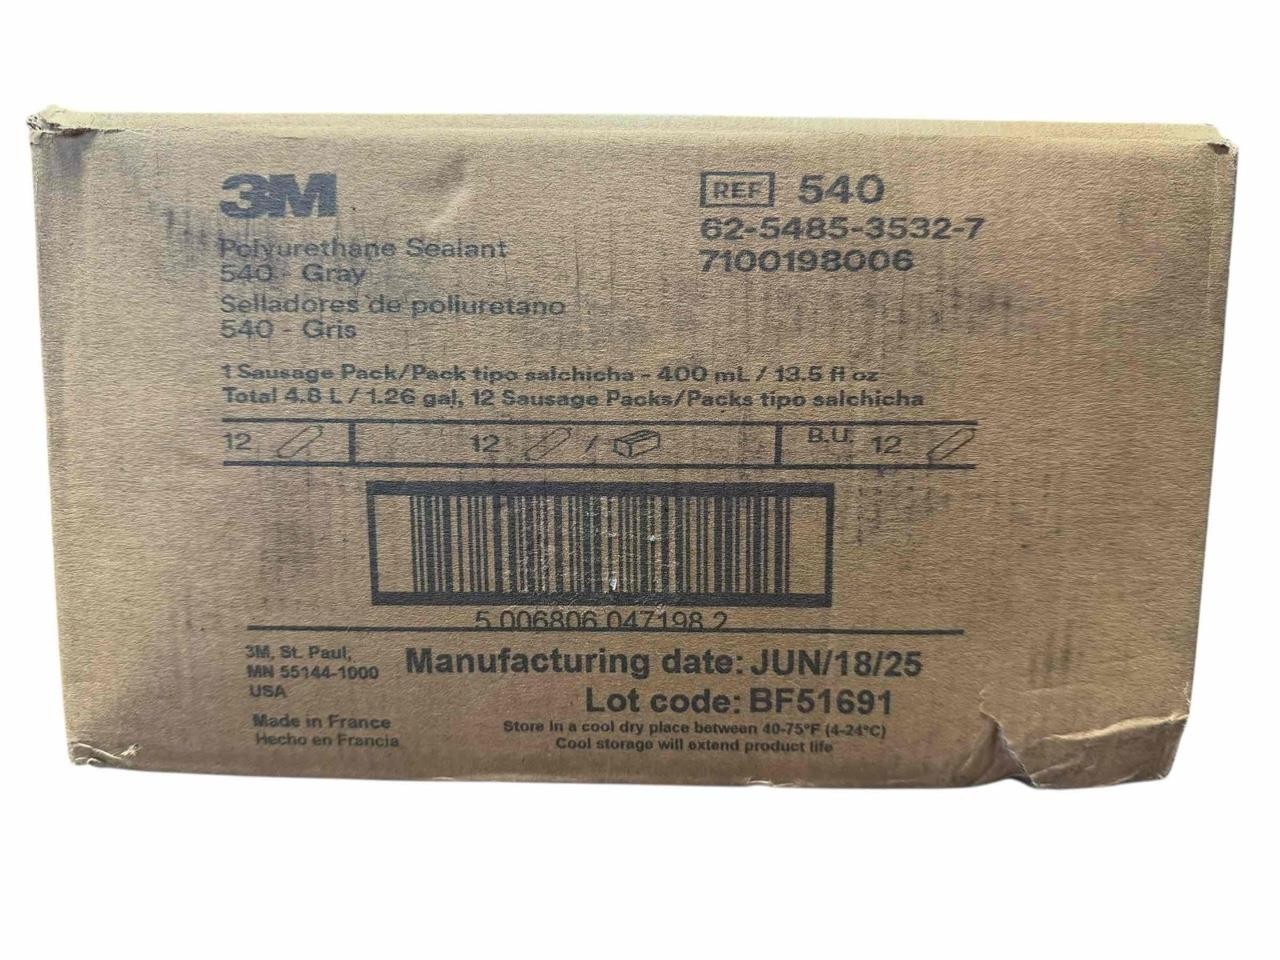 3M
Polyurethane Sealant
540 - Gray
Selladores de poliuretano
540 - Gris
REF 540
62-5485-3532-7
7100198006
1 Sausage Pack/Pack tipo salchicha - 400 mL / 13.5 fl oz
Total 4.8 L / 1.26 gal, 12 Sausage Packs/Packs tipo salchicha
12 12 / B.U. 12
5 006806 047198 2
3M, St. Paul,
MN 55144-1000
USA
Made in France
Hecho en Francia
Manufacturing date: JUN/18/25
Lot code: BF51691
Store in a cool dry place between 40-75°F (4-24°C)
Cool storage will extend product life